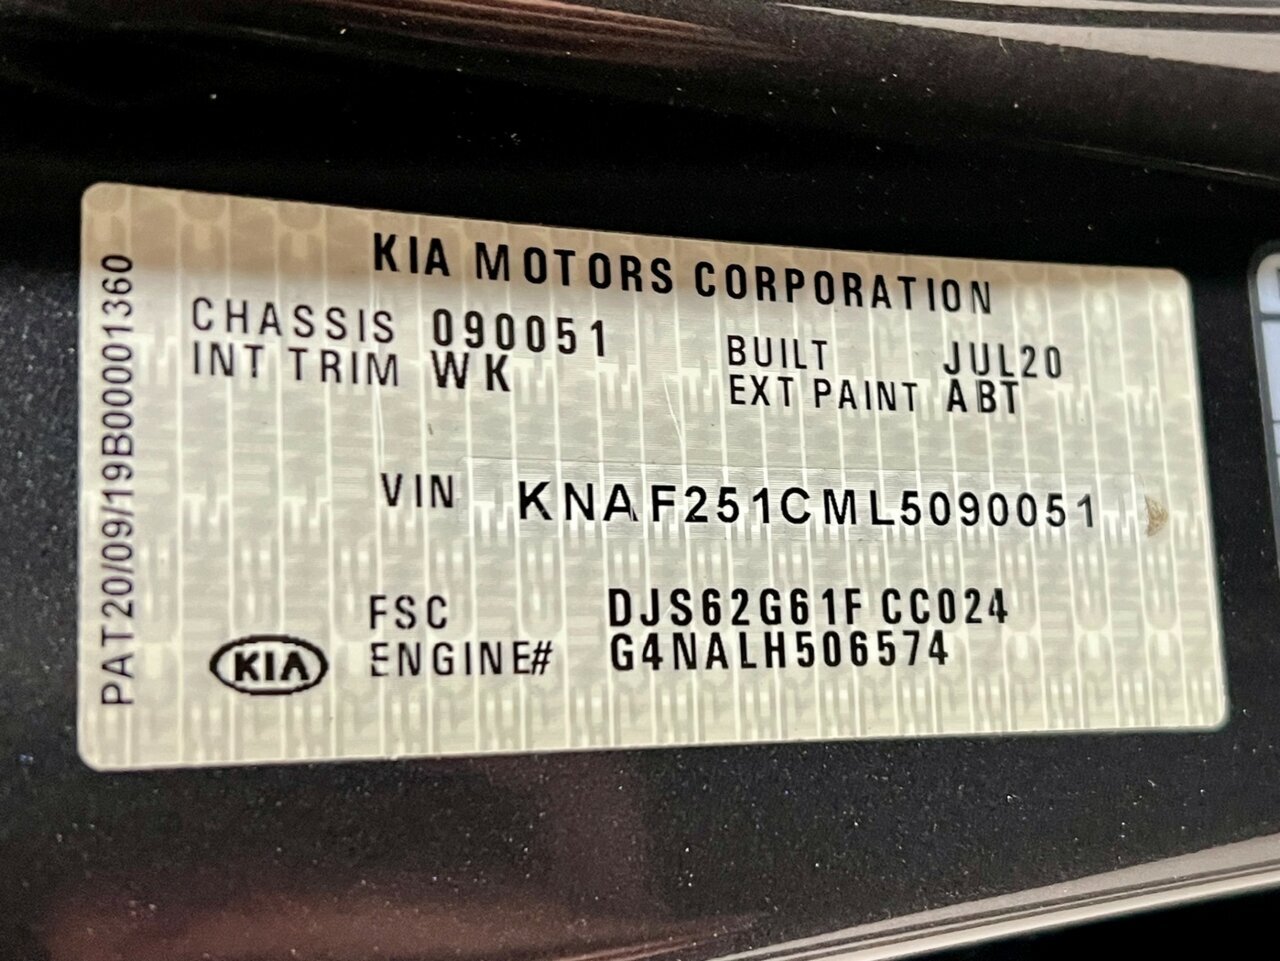 KIA MOTORS CORPORATION
CHASSIS 090051
INT TRIM WK
BUILT JUL20
EXT PAINT ABT
VIN KNAF251CML5090051
FSC DJS62G61F CC024
ENGINE# G4NALH506574
KIA
PAT20/09/19B00001360